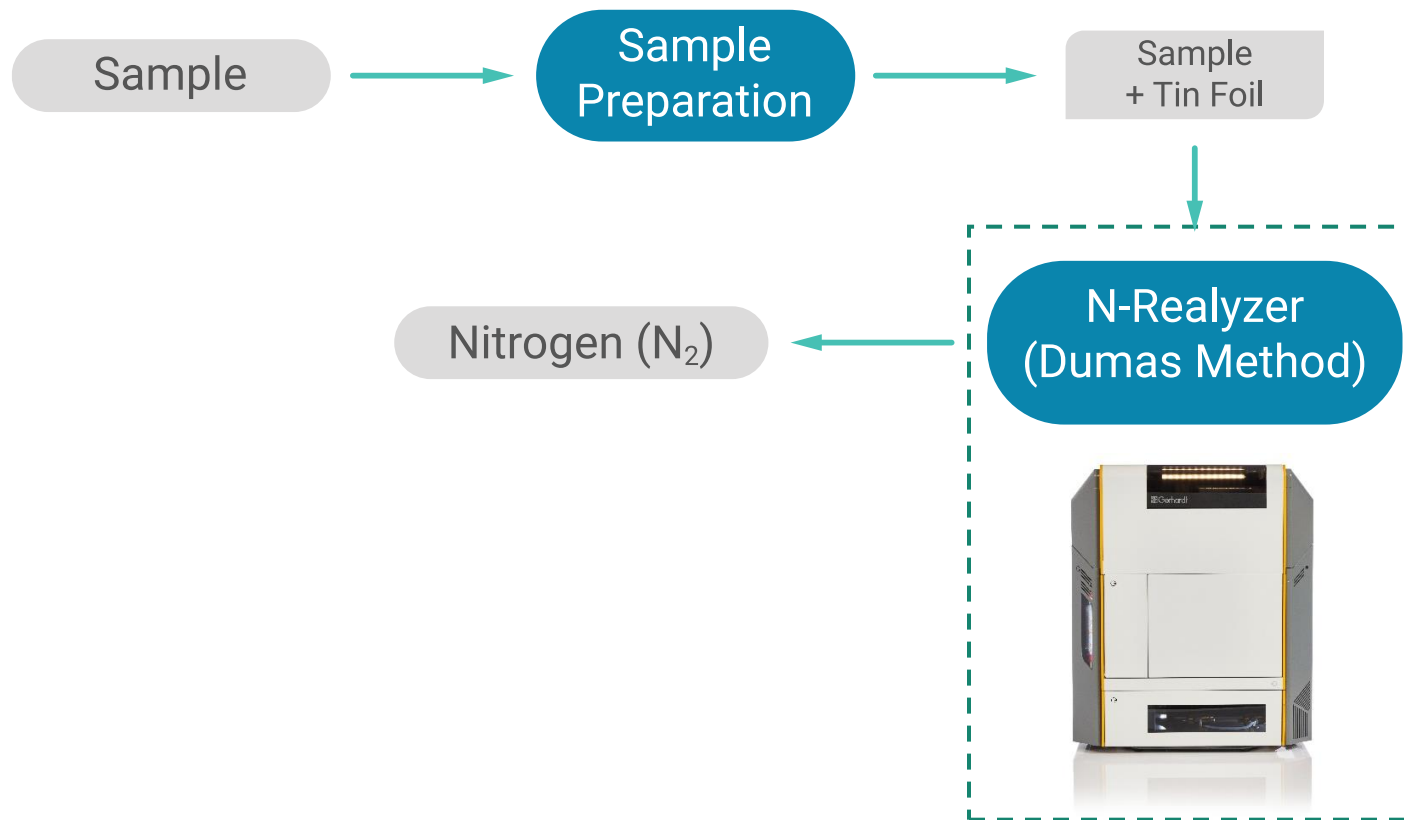 Sample
Sample
Preparation
Sample
+ Tin Foil
N-Realyzer
(Dumas Method)
Nitrogen (N₂)
Gerhardt